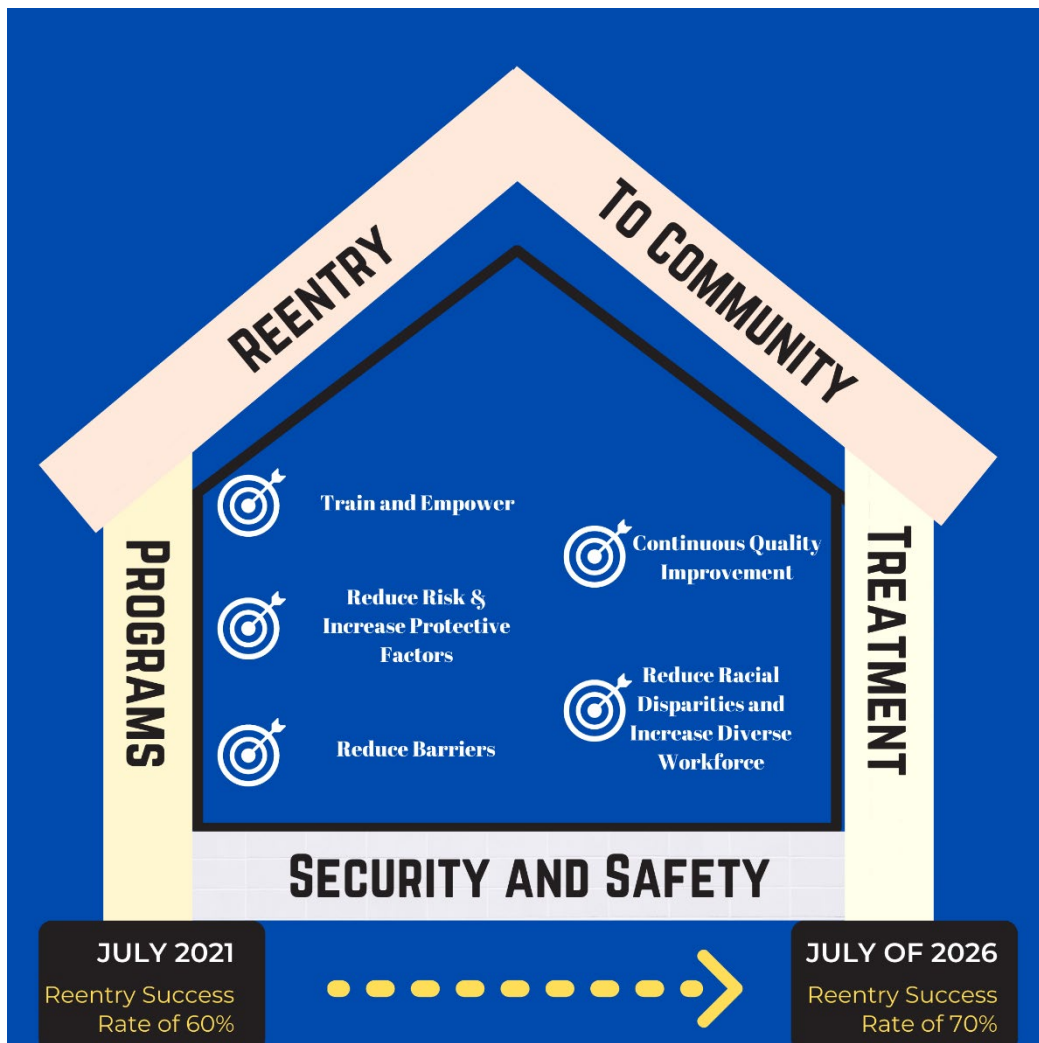 REENTRY
TO COMMUNITY
PROGRAMS
Train and Empower
Reduce Risk &
Increase Protective
Factors
Reduce Barriers
Continuous Quality
Improvement
Reduce Racial
Disparities and
Increase Diverse
Workforce
TREATMENT
SECURITY AND SAFETY
JULY 2021
Reentry Success
Rate of 60%
JULY OF 2026
Reentry Success
Rate of 70%